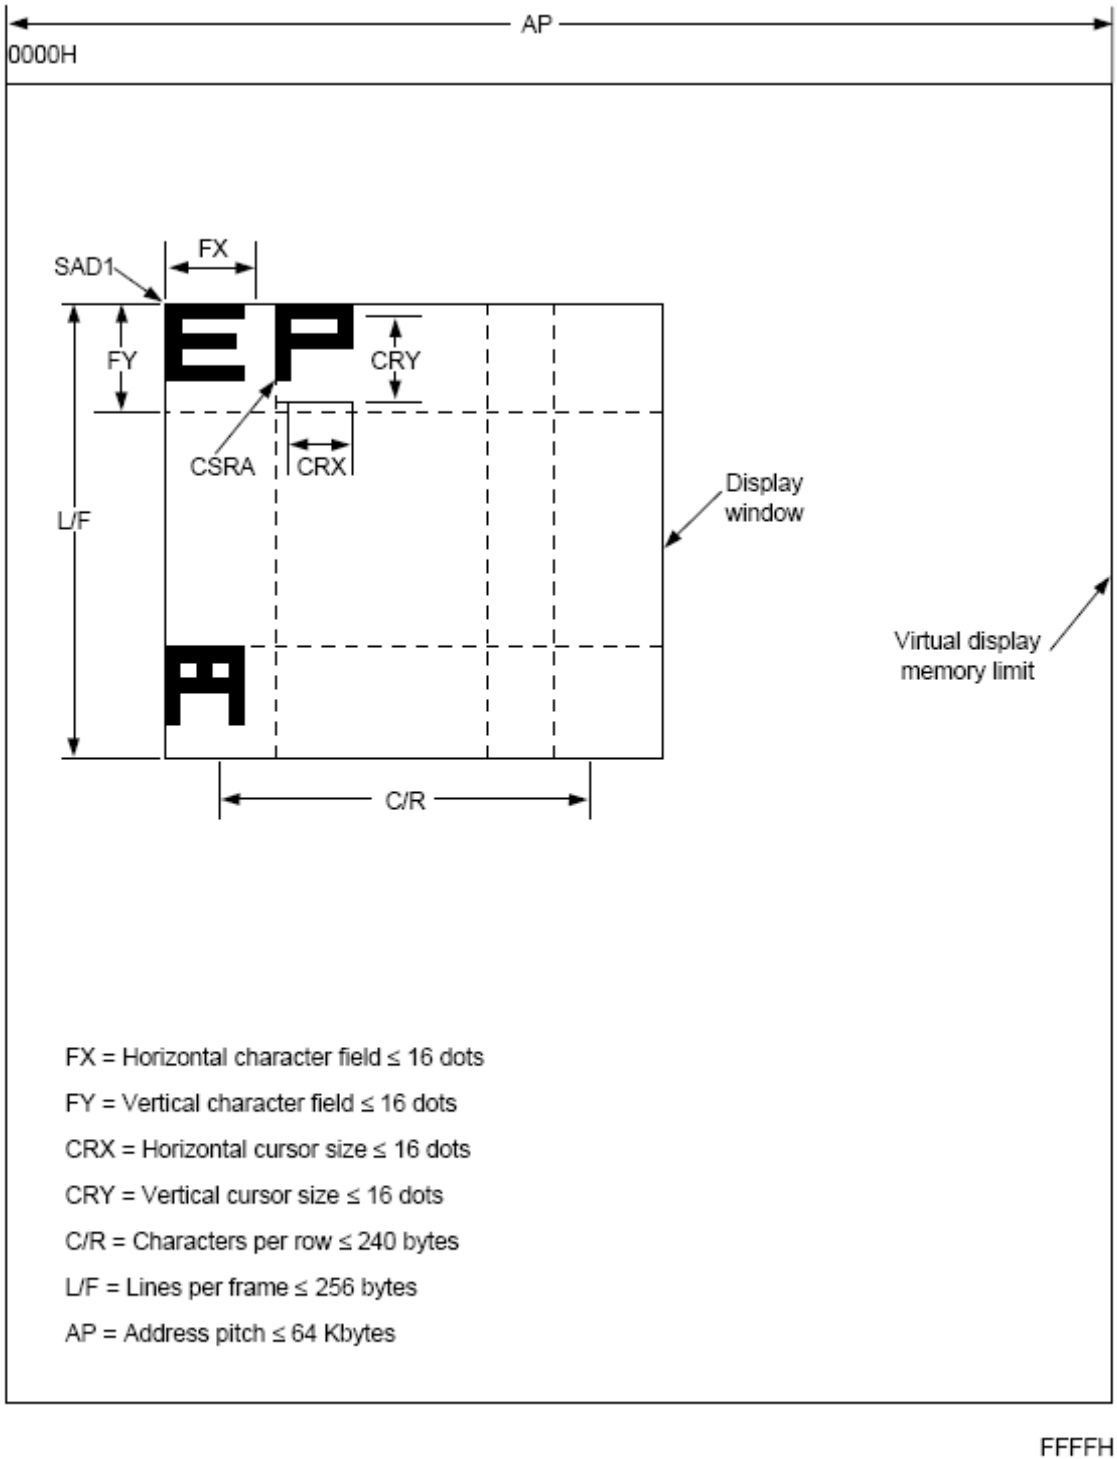 AP
0000H
FX
SAD1
E P
FY
CRY
CSRA
CRX
Display
window
L/F
Virtual display
memory limit
A
C/R
FX = Horizontal character field ≤ 16 dots
FY = Vertical character field ≤ 16 dots
CRX = Horizontal cursor size ≤ 16 dots
CRY = Vertical cursor size ≤ 16 dots
C/R = Characters per row ≤ 240 bytes
L/F = Lines per frame ≤ 256 bytes
AP = Address pitch ≤ 64 Kbytes
FFFFH